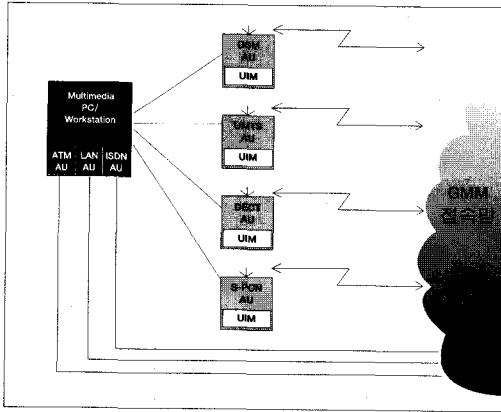 Multimedia
PC/
Workstation
ATM LAN ISDN
AU AU AU
GSM
AU
UIM
UMTS
AU
UIM
DECT
AU
UIM
S-PCN
AU
UIM
GMM
접속망